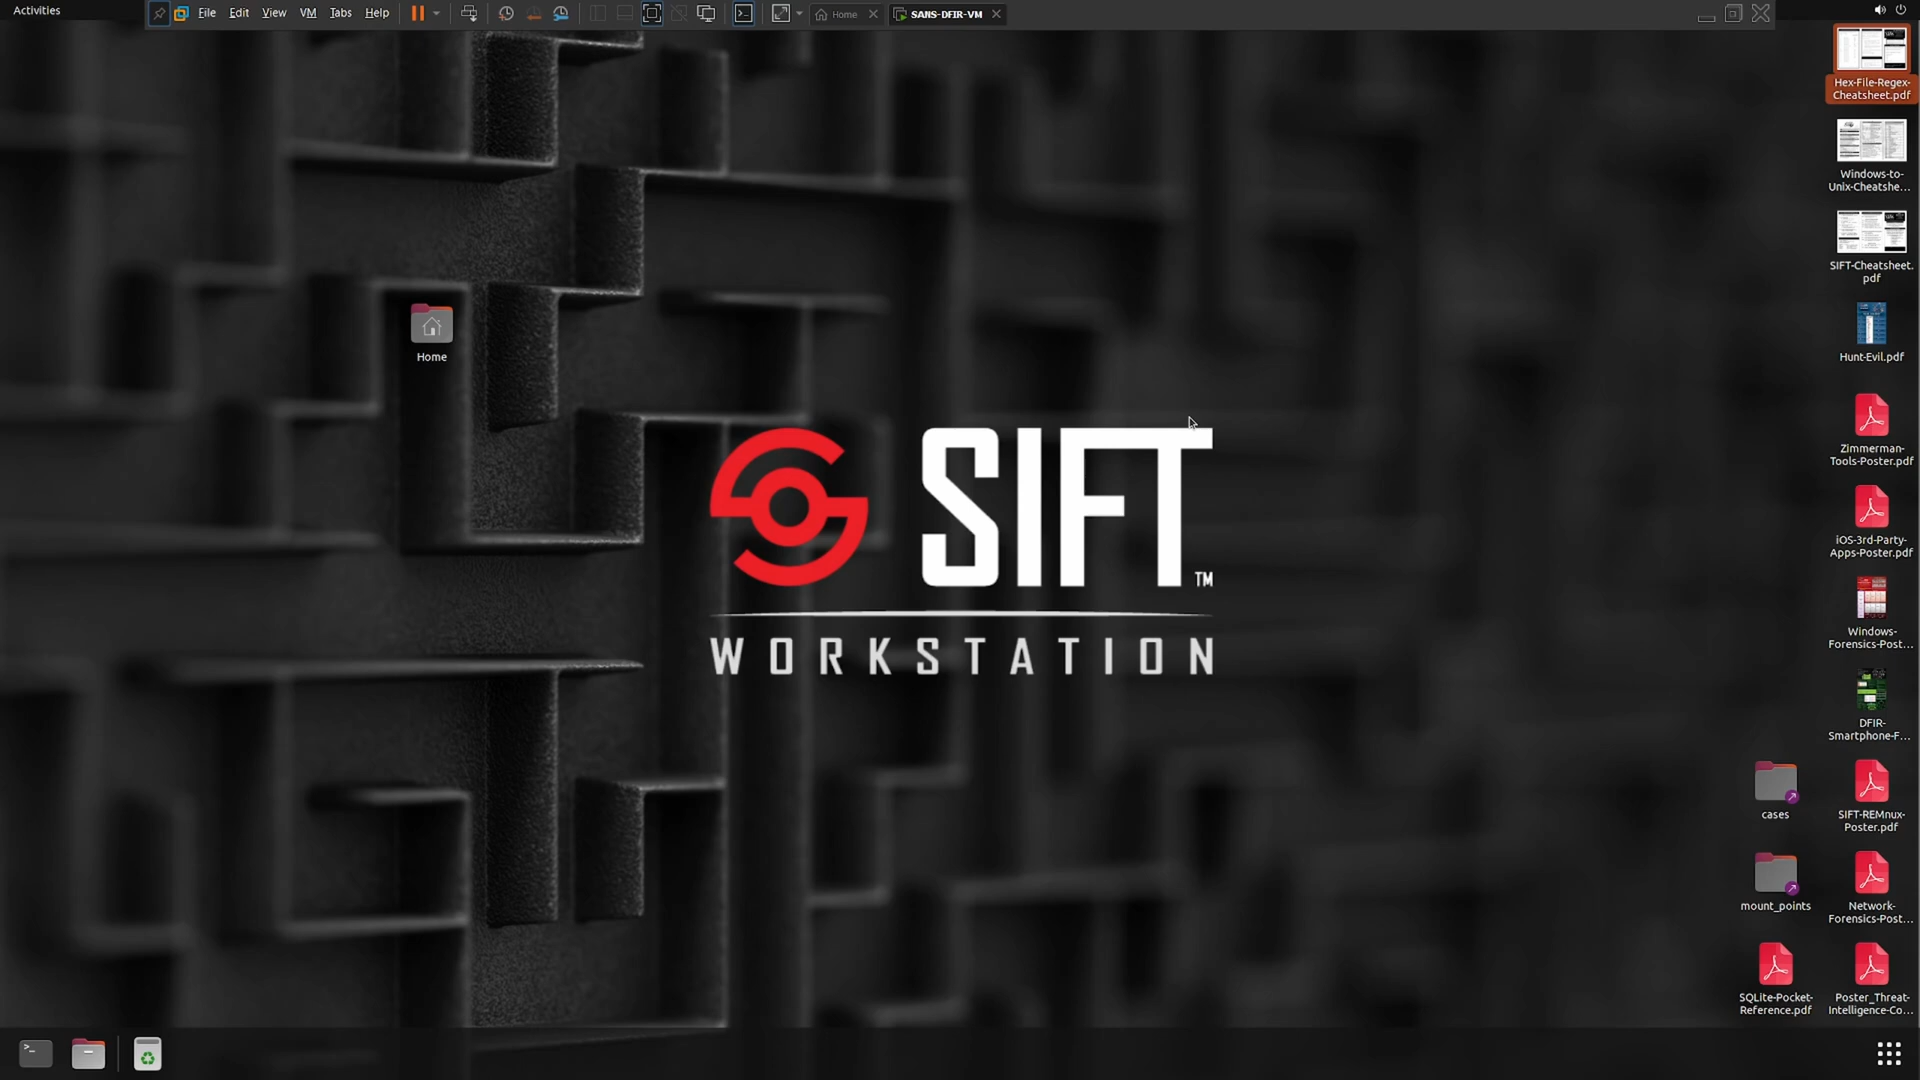 Activities
File Edit View VM Tabs Help
Home
SANS-DFIR-VM
Hex-File-Regex-
Cheatsheet.pdf
Windows-to-
Unix-Cheatshe...
SIFT-Cheatsheet.
pdf
Hunt-Evil.pdf
Home
Zimmerman-
Tools-Poster.pdf
SIFT™
WORKSTATION
iOS-3rd-Party-
Apps-Poster.pdf
Windows-
Forensics-Post...
DFIR-
Smartphone-F...
cases
SIFT-REMnux-
Poster.pdf
mount_points
Network-
Forensics-Post...
SQLite-Pocket-
Reference.pdf
Poster_Threat-
Intelligence-Co...